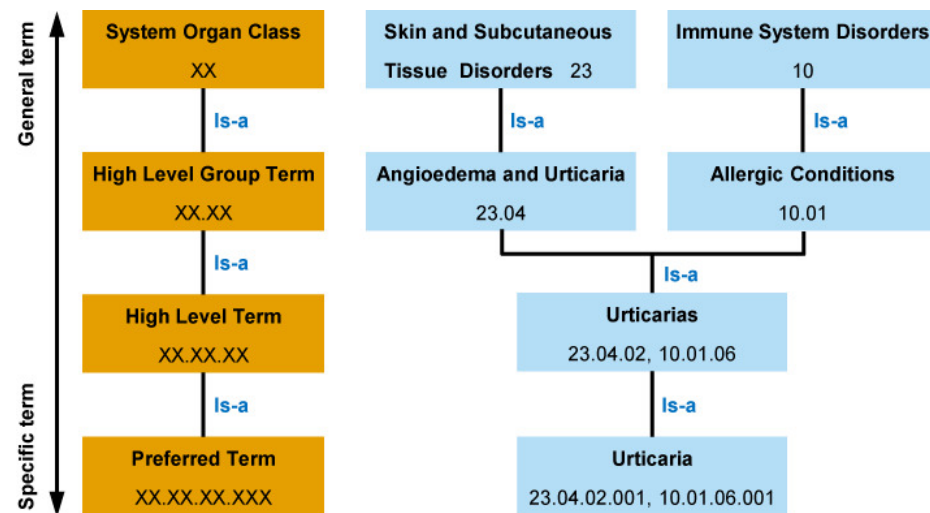 General term
Specific term
System Organ Class
XX
Is-a
High Level Group Term
XX.XX
Is-a
High Level Term
XX.XX.XX
Is-a
Preferred Term
XX.XX.XX.XXX
Skin and Subcutaneous
Tissue Disorders 23
Is-a
Angioedema and Urticaria
23.04
Immune System Disorders
10
Is-a
Allergic Conditions
10.01
Is-a
Urticarias
23.04.02, 10.01.06
Is-a
Urticaria
23.04.02.001, 10.01.06.001